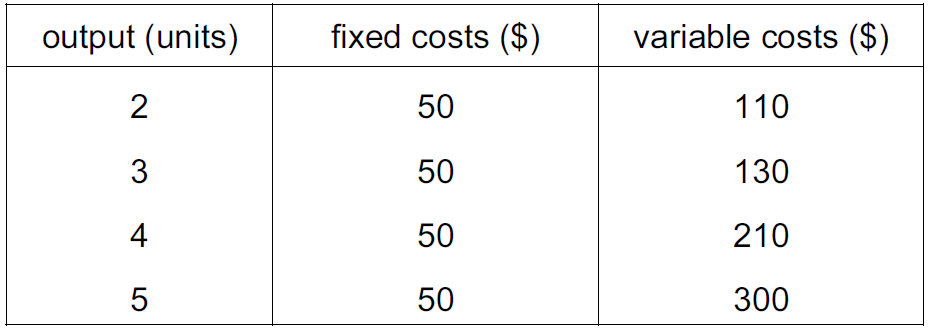 output (units) fixed costs ($) variable costs ($)
2 50 110
3 50 130
4 50 210
5 50 300